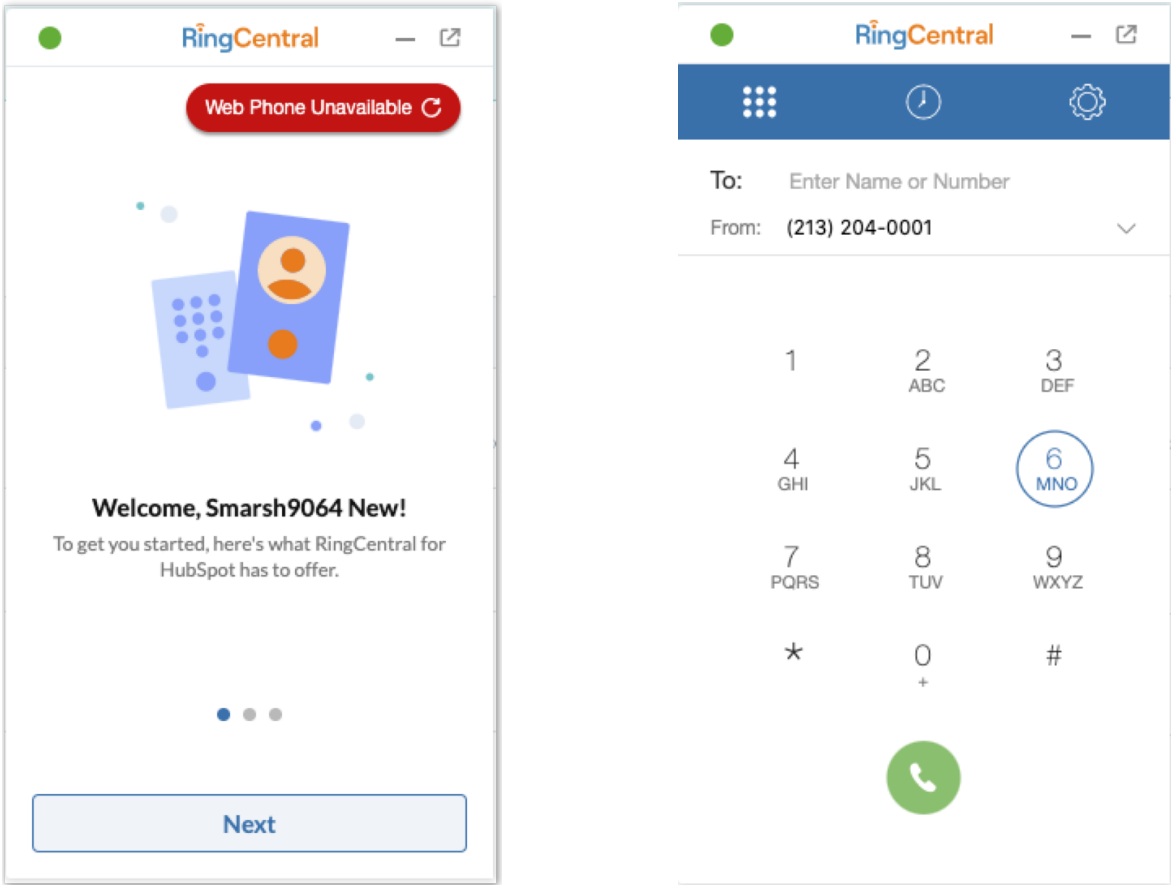 RingCentral
Web Phone Unavailable
Welcome, Smarsh9064 New!
To get you started, here's what RingCentral for
HubSpot has to offer.
Next
RingCentral
To: Enter Name or Number
From: (213) 204-0001
1 2 3
ABC DEF
4 5 6
GHI JKL MNO
7 8 9
PQRS TUV WXYZ
* 0 #
+